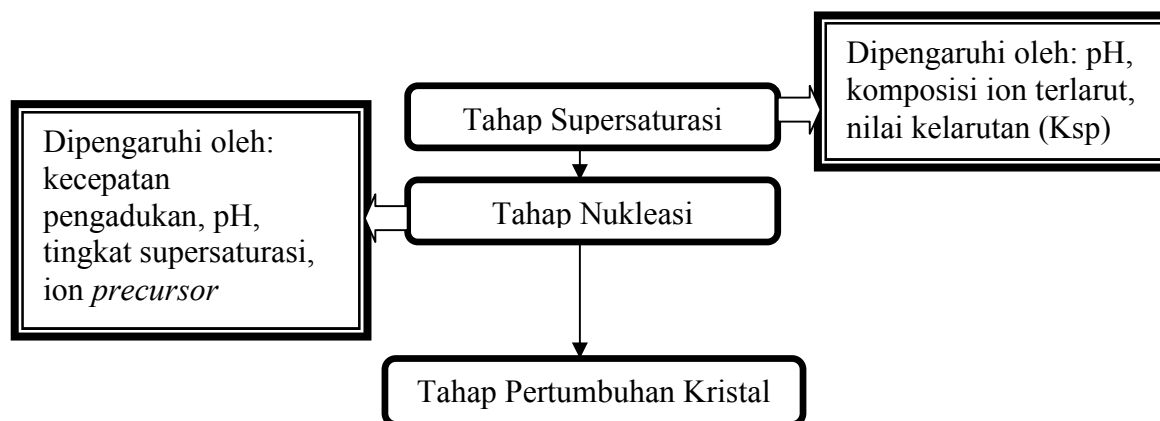 Tahap Supersaturasi
Dipengaruhi oleh: pH,
komposisi ion terlarut,
nilai kelarutan (Ksp)
Tahap Nukleasi
Dipengaruhi oleh:
kecepatan
pengadukan, pH,
tingkat supersaturasi,
ion precursor
Tahap Pertumbuhan Kristal